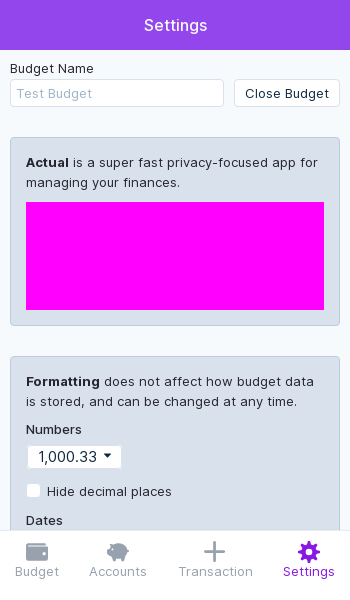 Settings
Budget Name
Test Budget
Close Budget
Actual is a super fast privacy-focused app for
managing your finances.
Formatting does not affect how budget data
is stored, and can be changed at any time.
Numbers
1,000.33
Hide decimal places
Dates
Budget
Accounts
Transaction
Settings